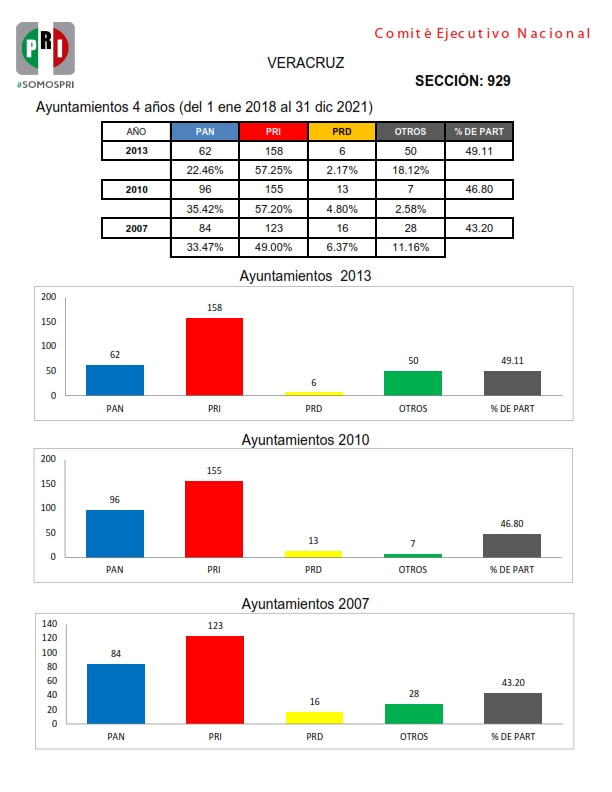 PRI
#SOMOSPRI
Comité Ejecutivo Nacional
VERACRUZ
SECCIÓN: 929
Ayuntamientos 4 años (del 1 ene 2018 al 31 dic 2021)
AÑO PAN PRI PRD OTROS % DE PART
2013 62 158 6 50 49.11
22.46% 57.25% 2.17% 18.12%
2010 96 155 13 7 46.80
35.42% 57.20% 4.80% 2.58%
2007 84 123 16 28 43.20
33.47% 49.00% 6.37% 11.16%
Ayuntamientos 2013
200
150
100
50
0
62 158 6 50 49.11
PAN PRI PRD OTROS % DE PART
Ayuntamientos 2010
200
150
100
50
0
96 155 13 7 46.80
PAN PRI PRD OTROS % DE PART
Ayuntamientos 2007
140
120
100
80
60
40
20
0
84 123 16 28 43.20
PAN PRI PRD OTROS % DE PART